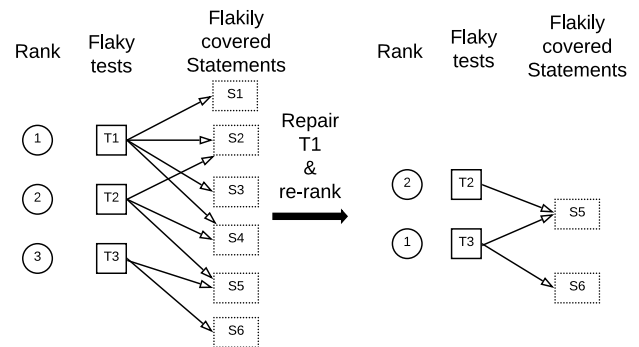 Rank
Flaky
tests
Flakily
covered
Statements
1
T1
S1
S2
2
T2
S3
S4
3
T3
S5
S6
Repair
T1
&
re-rank
Rank
Flaky
tests
Flakily
covered
Statements
2
T2
S5
1
T3
S6